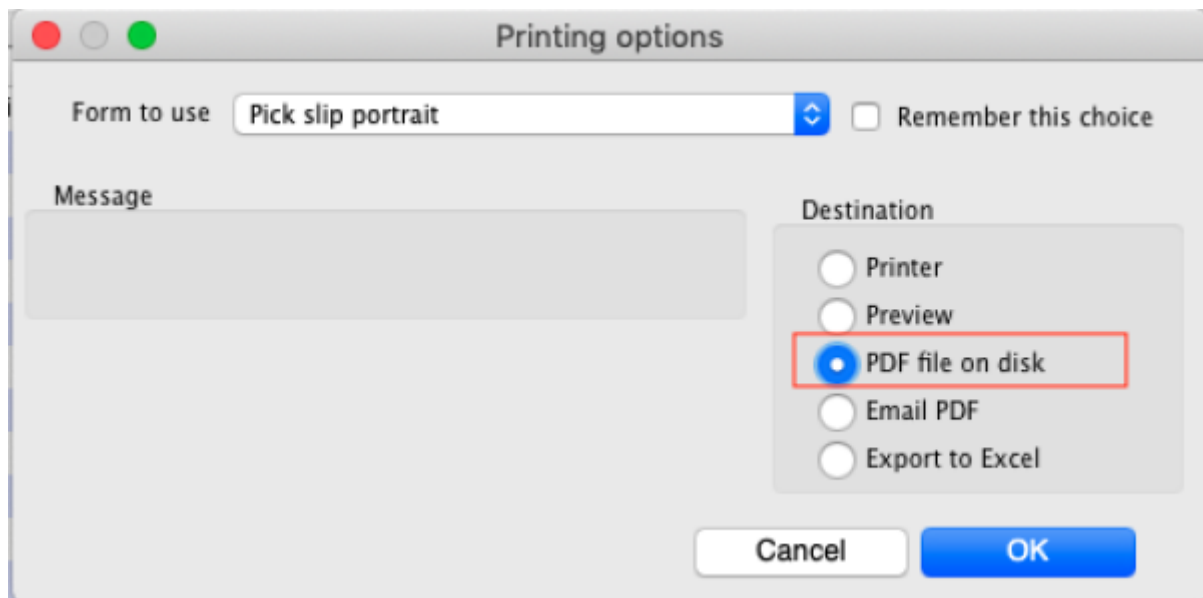 Printing options
Form to use Pick slip portrait Remember this choice
Message
Destination
Printer
Preview
PDF file on disk
Email PDF
Export to Excel
Cancel OK